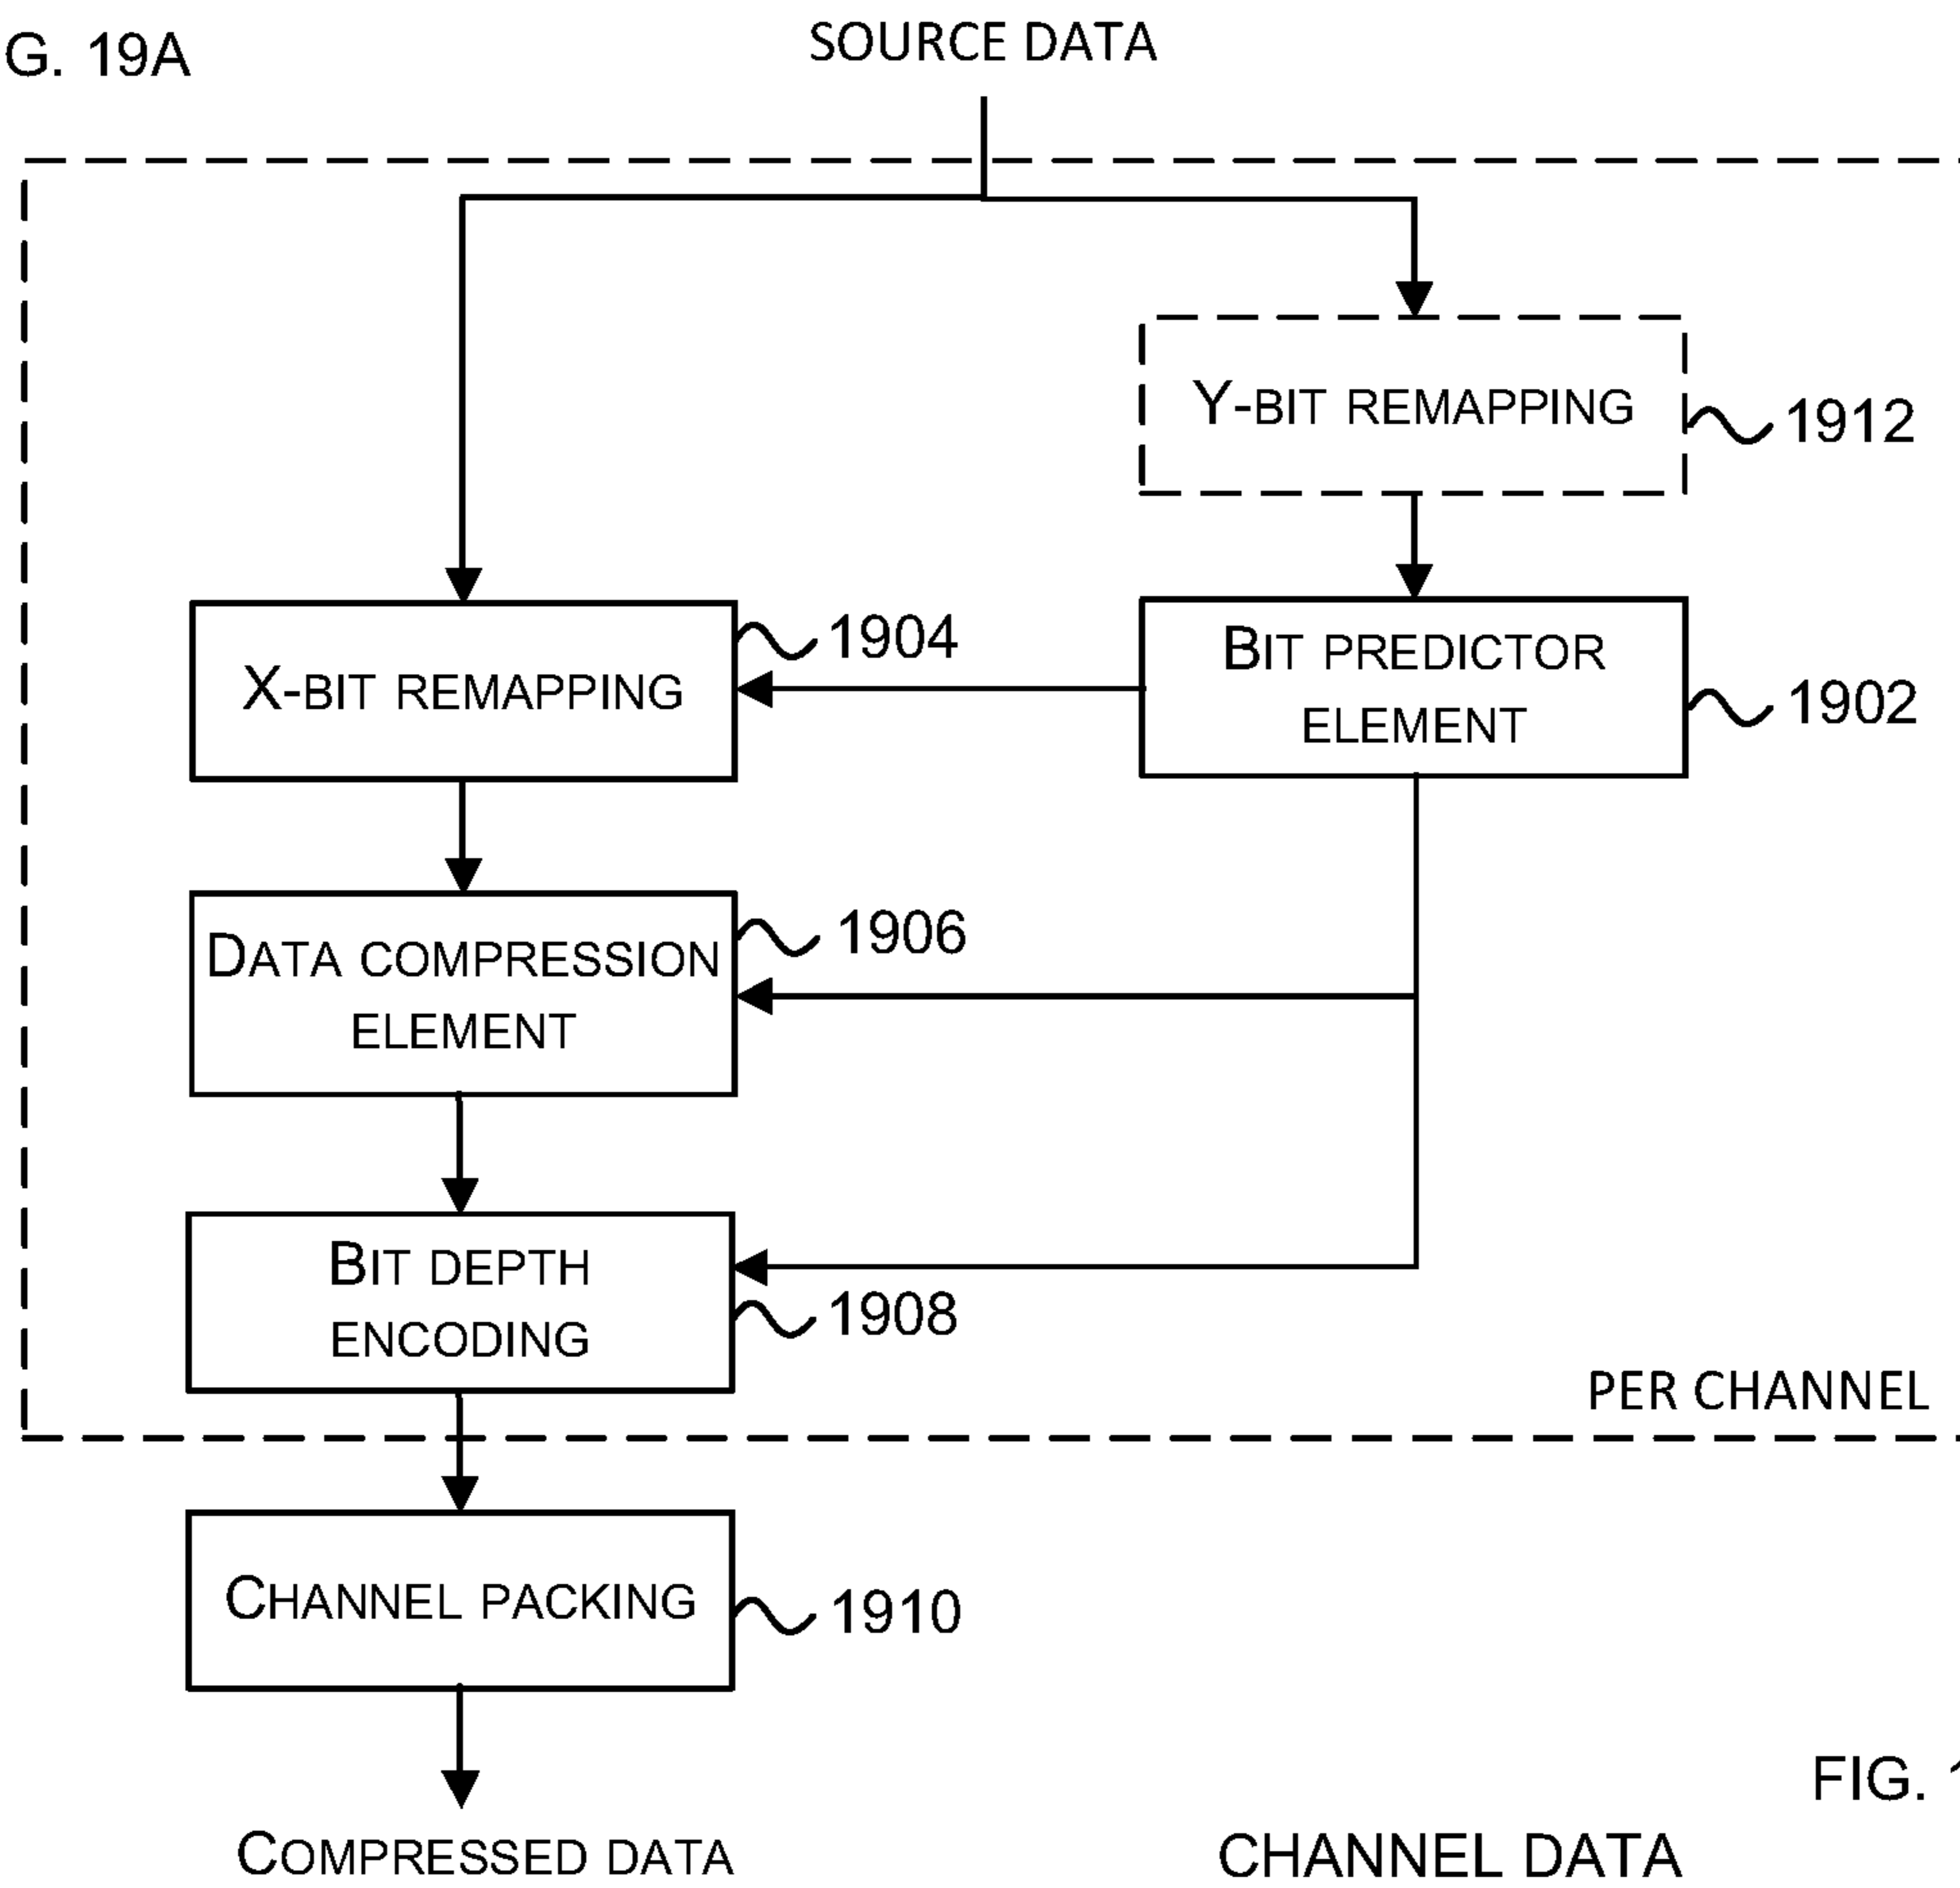 G. 19A
SOURCE DATA
Y-BIT REMAPPING
1912
1904
X-BIT REMAPPING
BIT PREDICTOR
ELEMENT
1902
DATA COMPRESSION
ELEMENT
1906
BIT DEPTH
ENCODING
1908
PER CHANNEL
CHANNEL PACKING
1910
FIG. 1
COMPRESSED DATA
CHANNEL DATA